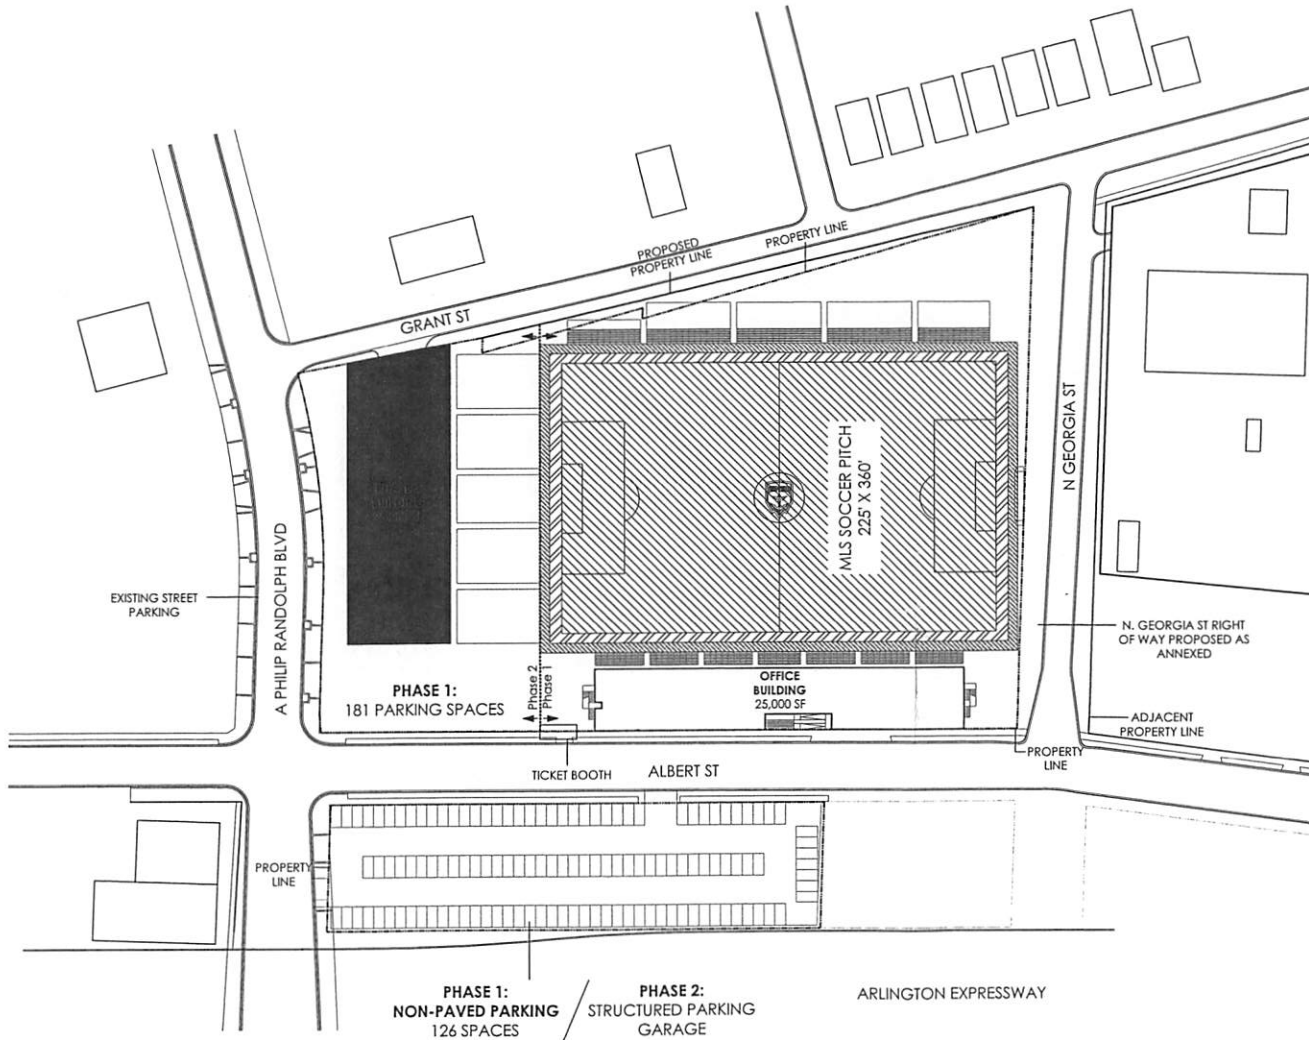 PROPOSED
PROPERTY LINE
PROPERTY LINE
GRANT ST
MLS SOCCER PITCH
225' X 360'
N GEORGIA ST
A PHILIP RANDOLPH BLVD
EXISTING STREET
PARKING
N. GEORGIA ST RIGHT
OF WAY PROPOSED AS
ANNEXED
PHASE 1:
181 PARKING SPACES
Phase 2
Phase 1
OFFICE
BUILDING
25,000 SF
ADJACENT
PROPERTY LINE
PROPERTY
LINE
TICKET BOOTH
ALBERT ST
PROPERTY
LINE
PHASE 1:
NON-PAVED PARKING
126 SPACES
PHASE 2:
STRUCTURED PARKING
GARAGE
ARLINGTON EXPRESSWAY